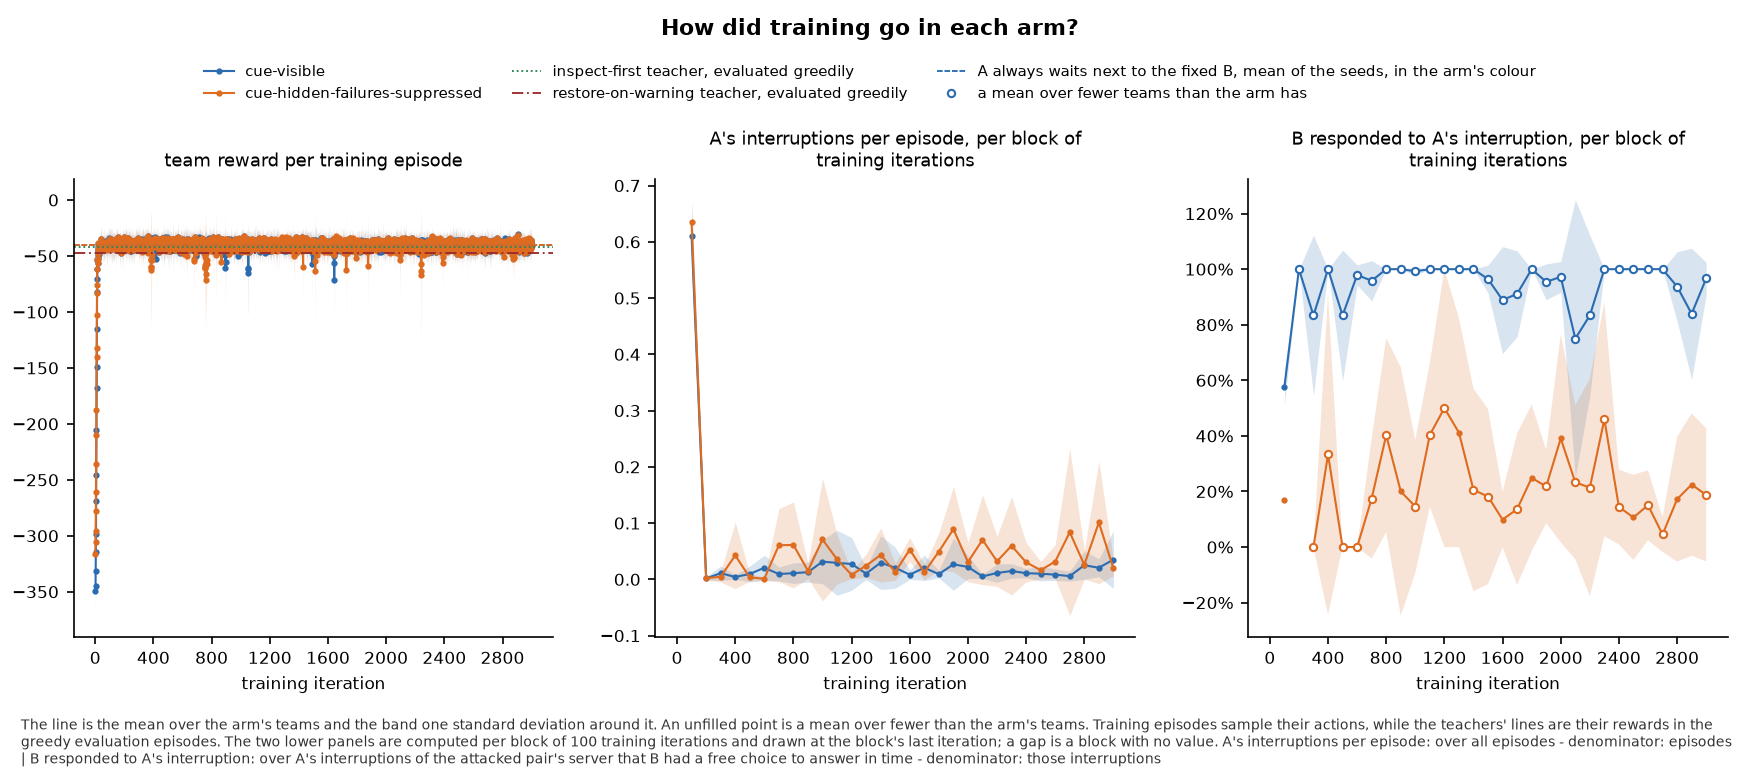 How did training go in each arm?
cue-visible
cue-hidden-failures-suppressed
inspect-first teacher, evaluated greedily
restore-on-warning teacher, evaluated greedily
A always waits next to the fixed B, mean of the seeds, in the arm's colour
a mean over fewer teams than the arm has
team reward per training episode
0
−50
−100
−150
−200
−250
−300
−350
0 400 800 1200 1600 2000 2400 2800
training iteration
A's interruptions per episode, per block of
training iterations
0.7
0.6
0.5
0.4
0.3
0.2
0.1
0.0
−0.1
0 400 800 1200 1600 2000 2400 2800
training iteration
B responded to A's interruption, per block of
training iterations
120%
100%
80%
60%
40%
20%
0%
−20%
0 400 800 1200 1600 2000 2400 2800
training iteration
The line is the mean over the arm's teams and the band one standard deviation around it. An unfilled point is a mean over fewer than the arm's teams. Training episodes sample their actions, while the teachers' lines are their rewards in the
greedy evaluation episodes. The two lower panels are computed per block of 100 training iterations and drawn at the block's last iteration; a gap is a block with no value. A's interruptions per episode: over all episodes - denominator: episodes
| B responded to A's interruption: over A's interruptions of the attacked pair's server that B had a free choice to answer in time - denominator: those interruptions